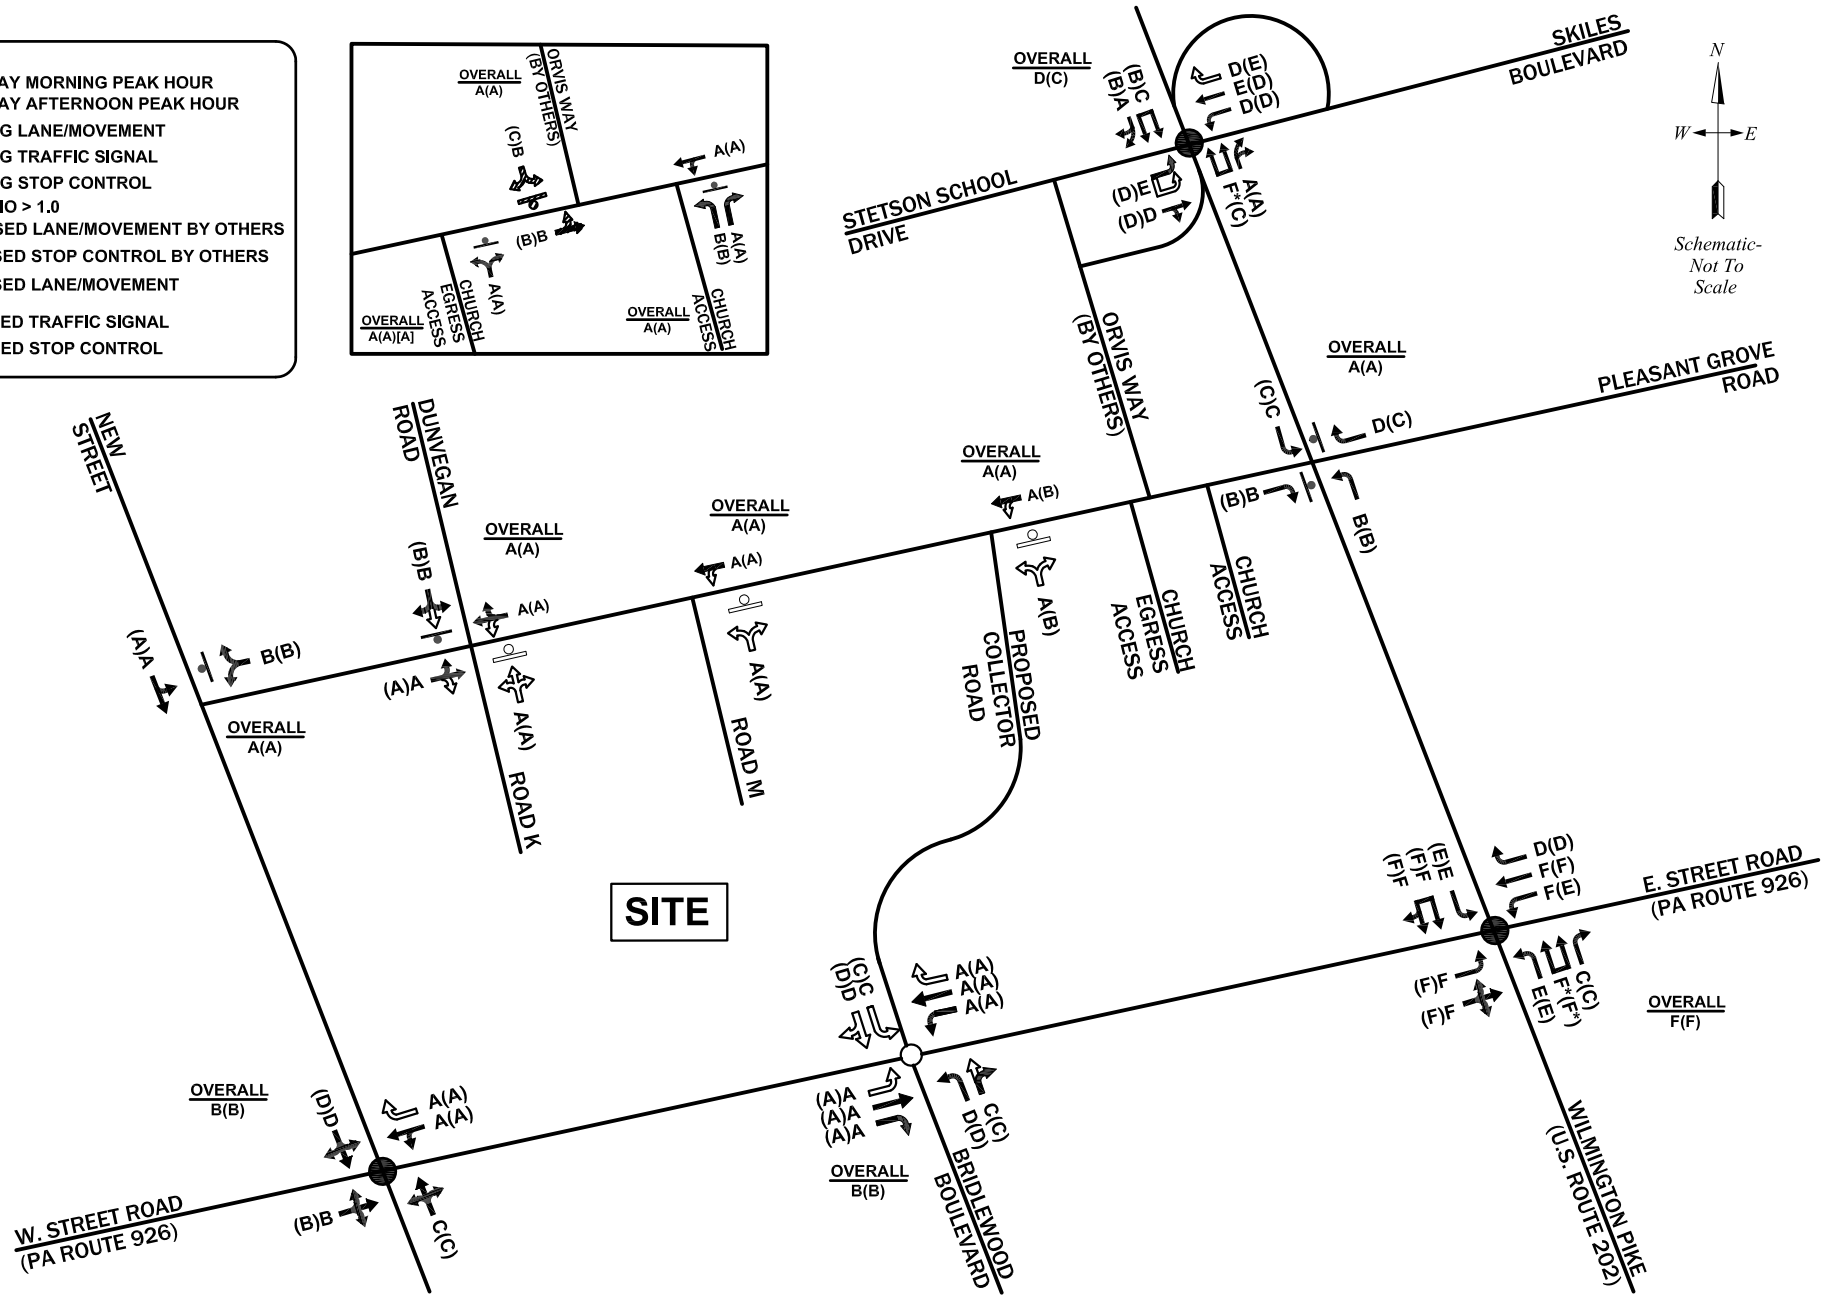 AY MORNING PEAK HOUR
AY AFTERNOON PEAK HOUR
G LANE/MOVEMENT
G TRAFFIC SIGNAL
G STOP CONTROL
IO > 1.0
SED LANE/MOVEMENT BY OTHERS
SED STOP CONTROL BY OTHERS
SED LANE/MOVEMENT
ED TRAFFIC SIGNAL
ED STOP CONTROL
OVERALL
A(A)
ORVIS WAY
(BY OTHERS)
(C)B
A(A)
(B)B
A(A)
B(B)
A(A)
CHURCH
EGRESS
ACCESS
CHURCH
ACCESS
OVERALL
A(A)[A]
OVERALL
A(A)
OVERALL
D(C)
(B)C
(B)A
D(E)
E(D)
D(D)
SKILES
BOULEVARD
N
W
E
Schematic-
Not To
Scale
STETSON SCHOOL
DRIVE
(D)E
(D)D
A(A)
F*(C)
ORVIS WAY
(BY OTHERS)
OVERALL
A(A)
PLEASANT GROVE
ROAD
(C)C
D(C)
(B)B
B(B)
NEW
STREET
DUNVEGAN
ROAD
OVERALL
A(A)
OVERALL
A(A)
OVERALL
A(A)
A(B)
A(A)
(B)B
A(A)
(A)A
B(B)
(A)A
A(A)
A(A)
A(B)
OVERALL
A(A)
ROAD K
ROAD M
PROPOSED
COLLECTOR
ROAD
CHURCH
EGRESS
ACCESS
CHURCH
ACCESS
SITE
(E)E
(F)F
(F)F
D(D)
F(F)
F(E)
E. STREET ROAD
(PA ROUTE 926)
(F)F
(F)F
C(C)
F*(F*)
E(E)
OVERALL
F(F)
(C)C
(D)D
A(A)
A(A)
A(A)
(A)A
(A)A
(A)A
C(C)
D(D)
OVERALL
B(B)
BRIDLEWOOD
BOULEVARD
WILMINGTON PIKE
(U.S. ROUTE 202)
OVERALL
B(B)
(D)D
A(A)
A(A)
(B)B
C(C)
W. STREET ROAD
(PA ROUTE 926)